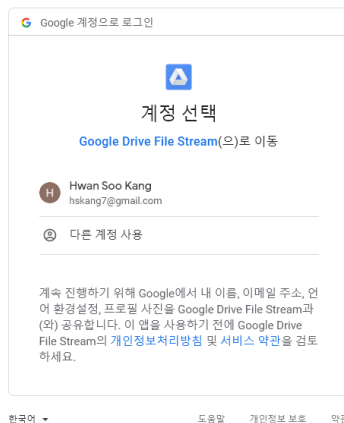 Google 계정으로 로그인
계정 선택
Google Drive File Stream(으)로 이동
H
Hwan Soo Kang
hskang7@gmail.com
다른 계정 사용
계속 진행하기 위해 Google에서 내 이름, 이메일 주소, 언
어 환경설정, 프로필 사진을 Google Drive File Stream과
(와) 공유합니다. 이 앱을 사용하기 전에 Google Drive
File Stream의 개인정보처리방침 및 서비스 약관을 검토
하세요.
한국어 도움말 개인정보 보호 약관